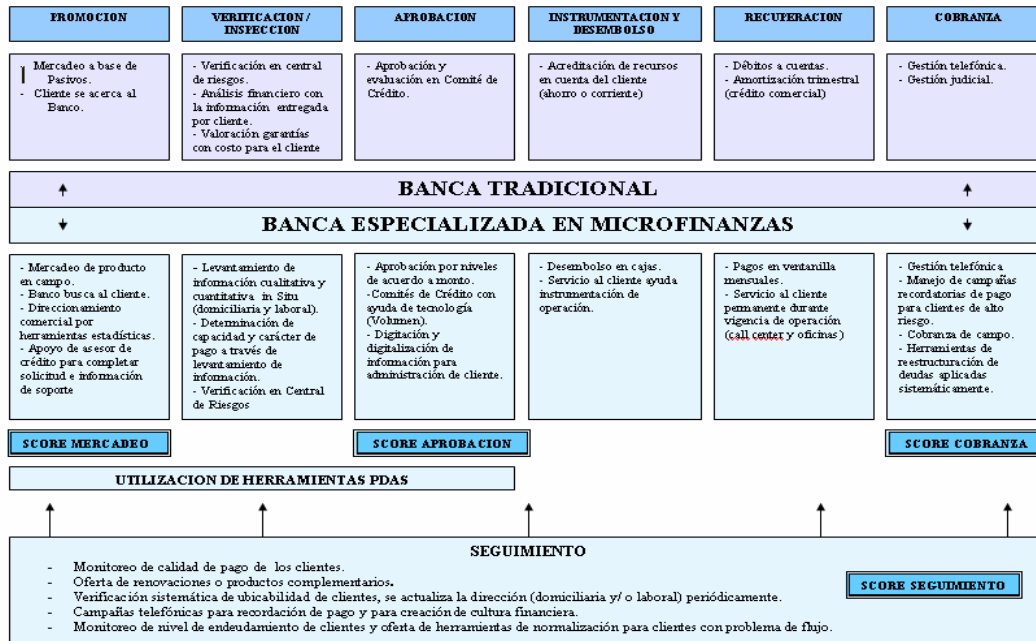 PROMOCION
VERIFICACION /
INSPECCION
APROBACION
INSTRUMENTACION Y
DESEMBOLSO
RECUPERACION
COBRANZA
Mercadeo a base de
Pasivos.
- Cliente se acerca al
Banco.
- Verificación en central
de riesgos.
- Análisis financiero con
la información entregada
por cliente.
- Valoración garantías
con costo para el cliente
- Aprobación y
evaluación en Comité de
Crédito.
- Acreditación de recursos
en cuenta del cliente
(ahorro o corriente)
- Débitos a cuentas.
- Amortización trimestral
(crédito comercial)
- Gestión telefónica.
- Gestión judicial.
BANCA TRADICIONAL
BANCA ESPECIALIZADA EN MICROFINANZAS
- Mercadeo de producto
en campo.
- Banco busca al cliente.
- Direccionamiento
comercial por
herramientas estadísticas.
- Apoyo de asesor de
crédito para completar
solicitud e información
de soporte
- Levantamiento de
información cualitativa y
cuantitativa in Situ
(domiciliaria y laboral).
- Determinación de
capacidad y carácter de
pago a través de
levantamiento de
información.
- Verificación en Central
de Riesgos
- Aprobación por niveles
de acuerdo a monto.
-Comités de Crédito con
ayuda de tecnología
(Volumen).
- Digitación y
digitalización de
información para
administración de cliente.
- Desembolso en cajas.
- Servicio al cliente ayuda
instrumentación de
operación.
- Pagos en ventanilla
mensuales.
- Servicio al cliente
permanente durante
vigencia de operación
(call center y oficinas)
- Gestión telefónica
- Manejo de campañas
recordatorias de pago
para clientes de alto
riesgo.
- Cobranza de campo.
- Herramientas de
reestructuración de
deudas aplicadas
sistemáticamente.
SCORE MERCADEO
SCORE APROBACION
SCORE COBRANZA
UTILIZACION DE HERRAMIENTAS PDAS
SEGUIMIENTO
- Monitoreo de calidad de pago de los clientes.
- Oferta de renovaciones o productos complementarios.
- Verificación sistemática de ubicabilidad de clientes, se actualiza la dirección (domiciliaria y/ o laboral) periódicamente.
- Campañas telefónicas para recordación de pago y para creación de cultura financiera.
- Monitoreo de nivel de endeudamiento de clientes y oferta de herramientas de normalización para clientes con problema de flujo.
SCORE SEGUIMIENTO